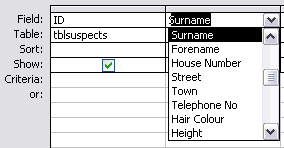 Field: ID Surname
Table: tblsuspects Surname
Sort: Forename
Show: House Number
Criteria: Street
or: Town
Telephone No
Hair Colour
Height